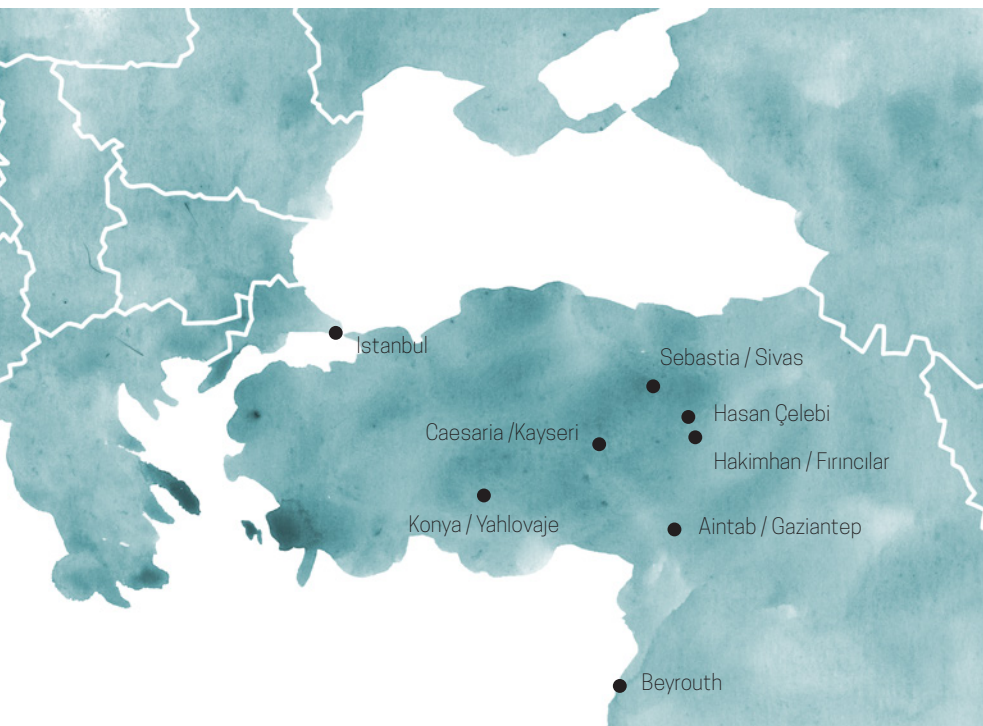 Istanbul
Sebastia / Sivas
Hasan Çelebi
Caesaria /Kayseri
Hakimhan / Fırıncılar
Konya / Yahlovaje
Aintab / Gaziantep
Beyrouth